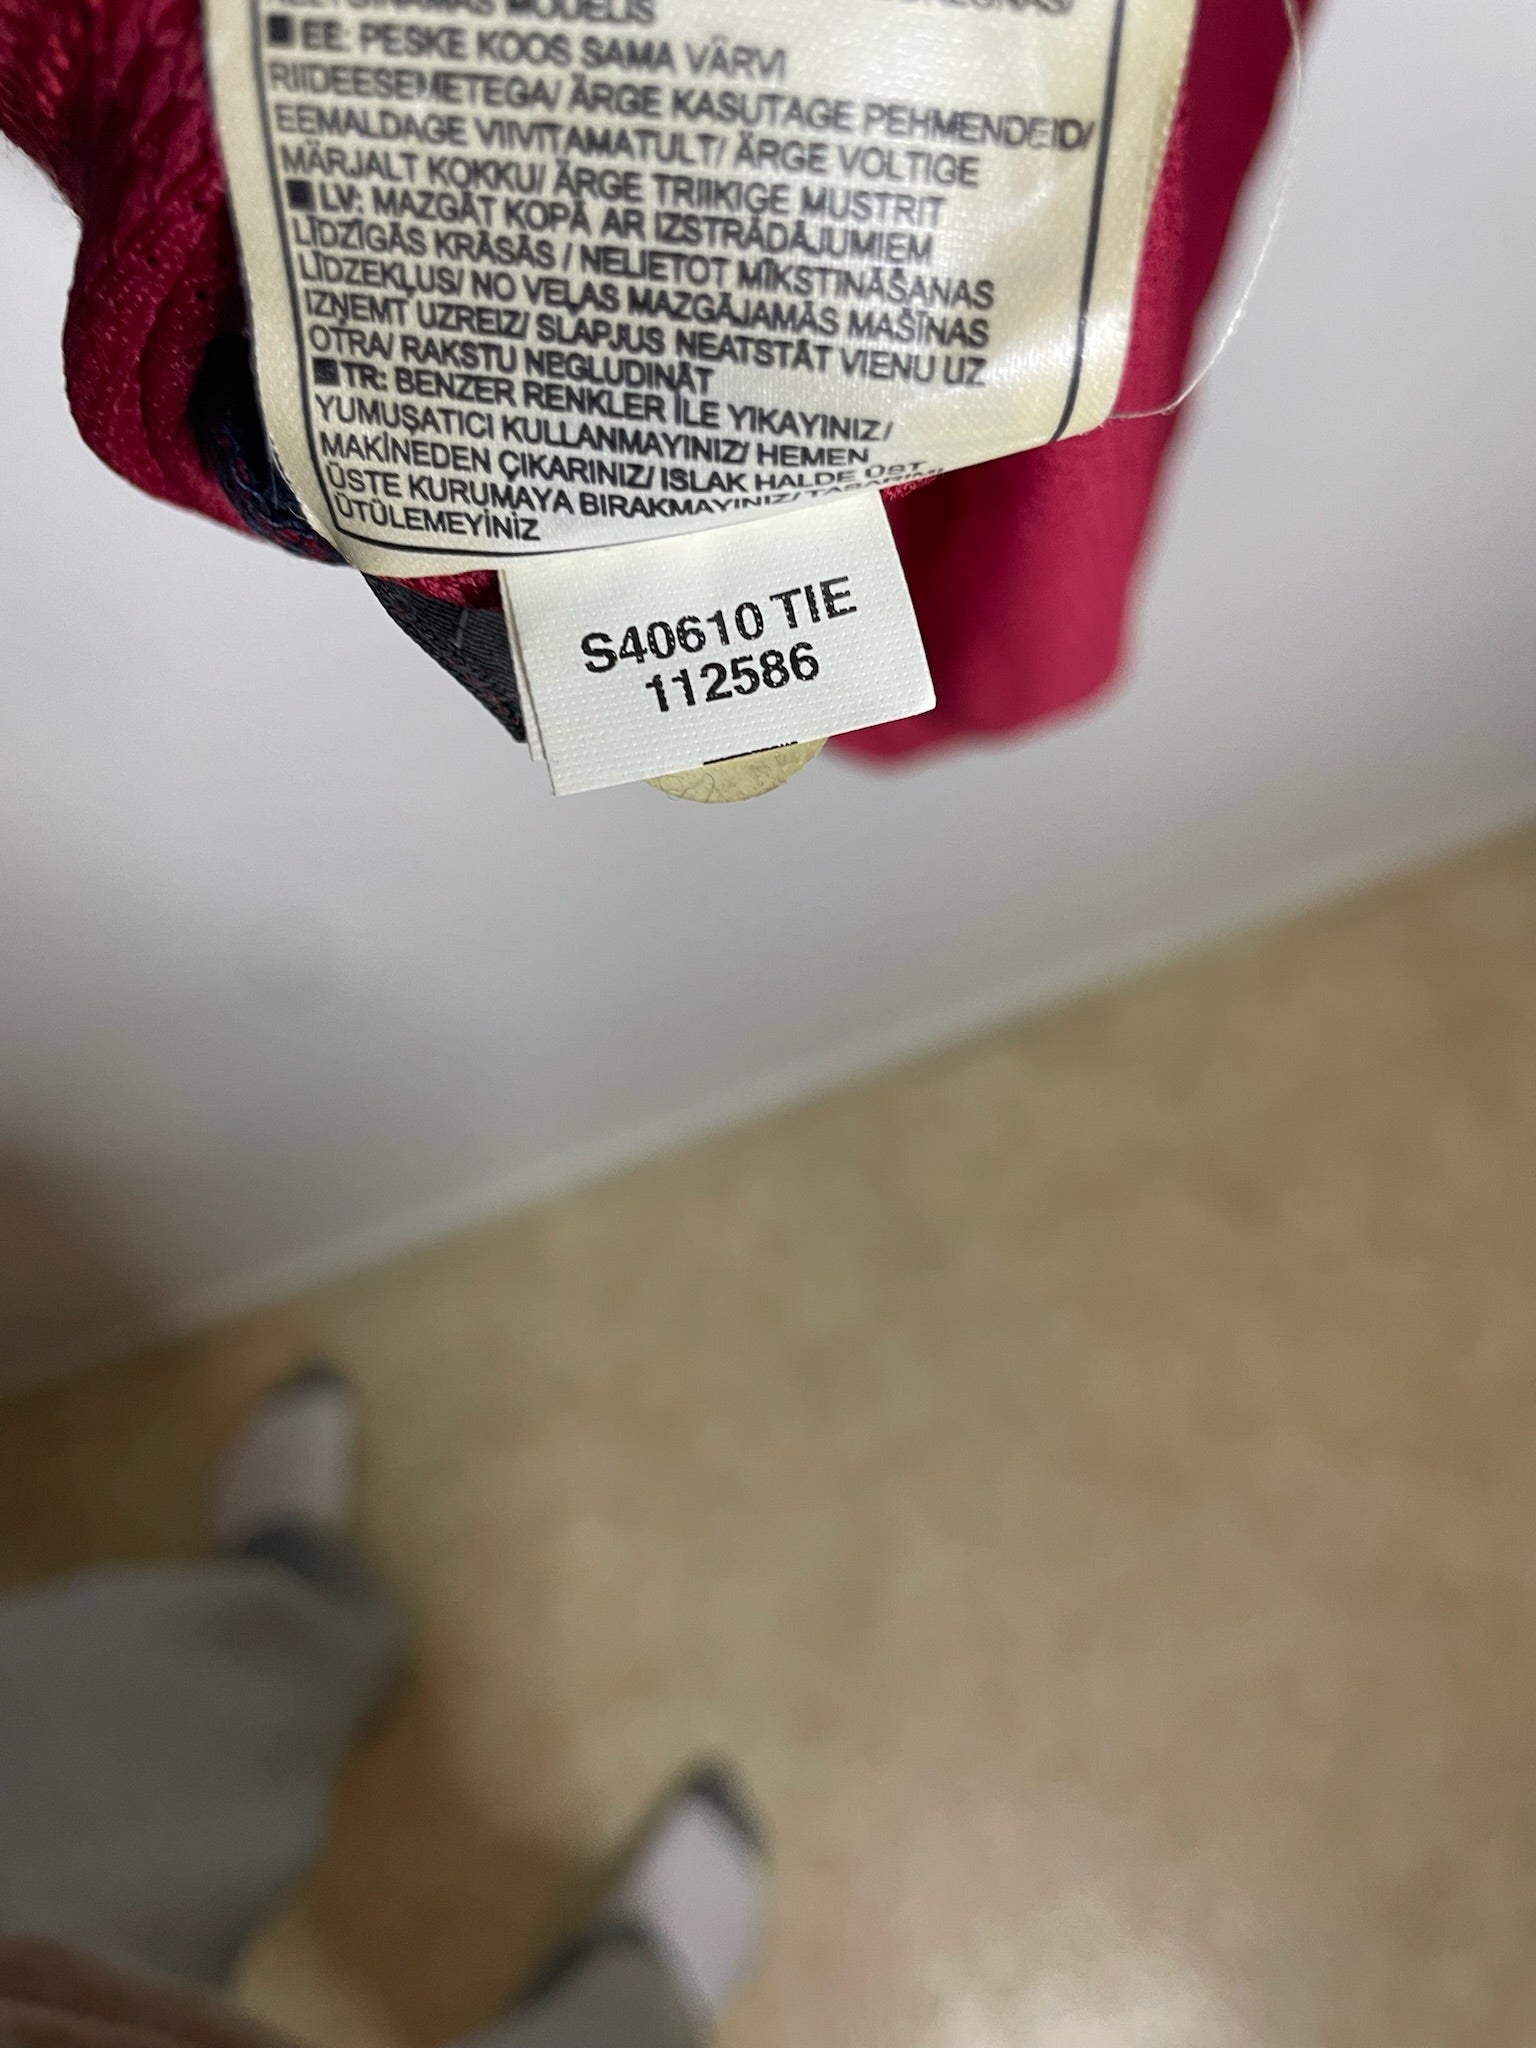 MODELIS
■ EE: PESKE KOOS SAMA VÄRVI
RIIDEESEMETEGA/ ÄRGE KASUTAGE PEHMENDEID/
EEMALDAGE VIIVITAMATULT/ ÄRGE VOLTIGE
MÄRJALT KOKKU/ ÄRGE TRIIKIGE MUSTRIT
■ LV: MAZGĀT KOPĀ AR IZSTRĀDĀJUMIEM
LĪDZĪGĀS KRĀSĀS / NELIETOT MĪKSTINĀŠANAS
LĪDZEKĻUS/ NO VEĻAS MAZGĀJAMĀS MAŠĪNAS
IZŅEMT UZREIZ/ SLAPJUS NEATSTĀT VIENU UZ
OTRA/ RAKSTU NEGLUDINĀT
■ TR: BENZER RENKLER İLE YIKAYINIZ/
YUMUŞATICI KULLANMAYINIZ/ HEMEN
MAKİNEDEN ÇIKARINIZ/ ISLAK HALDE ÜST
ÜSTE KURUMAYA BIRAKMAYINIZ/
ÜTÜLEMEYİNİZ
S40610 TIE
112586